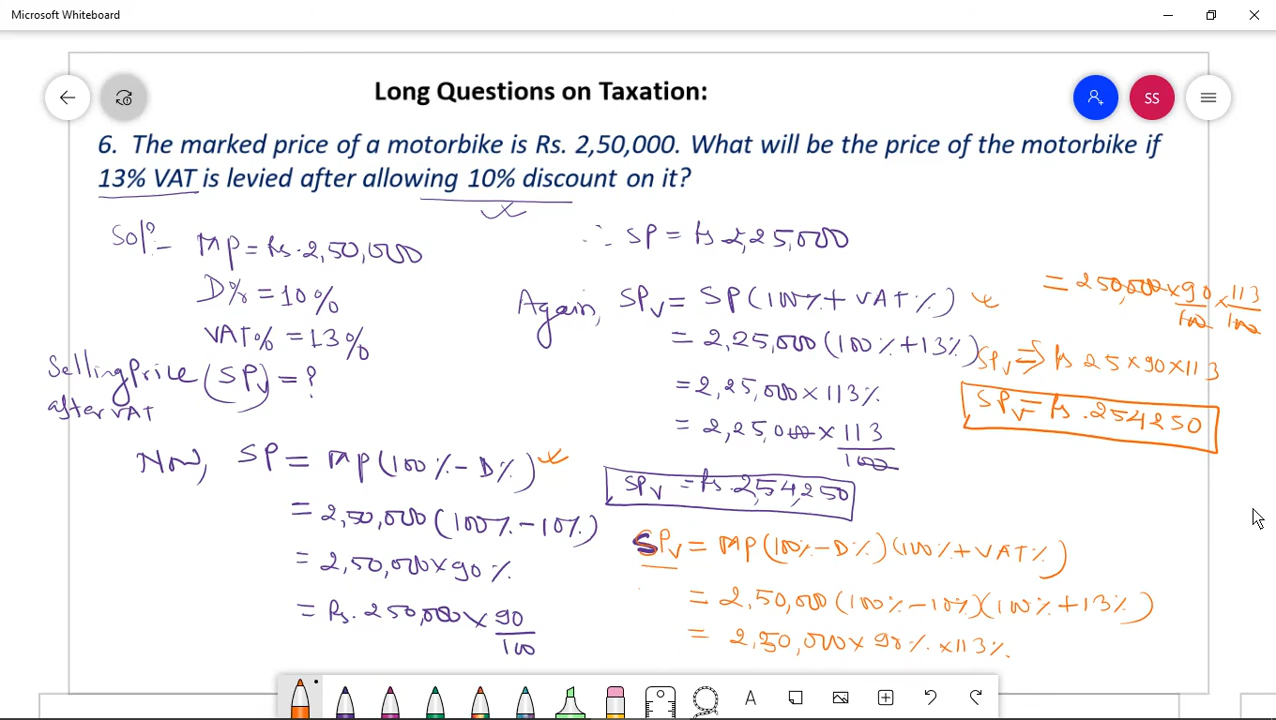 Microsoft Whiteboard
SS
Long Questions on Taxation:
6. The marked price of a motorbike is Rs. 2,50,000. What will be the price of the motorbike if
13% VAT is levied after allowing 10% discount on it?
Solⁿ:-
MP = Rs. 2,50,000
D% = 10%
VAT% = 13%
Selling Price (SPv) = ?
after VAT
Now, SP = MP(100% - D%)
= 2,50,000 (100% - 10%)
= 2,50,000 × 90%
= Rs. 250,000 × 90/100
∴ SP = Rs 2,25,000
Again, SPv = SP(100% + VAT%)
= 2,25,000 (100% + 13%)
= 2,25,000 × 113%
= 2,25,000 × 113/100
SPv = Rs. 2,54,250
SPv = MP(100% - D%)(100% + VAT%)
= 2,50,000 (100% - 10%)(100% + 13%)
= 2,50,000 × 90% × 113%
= 250,000 × 90/100 × 113/100
SPv ⇒ Rs 25 × 90 × 113
SPv = Rs. 254250
A